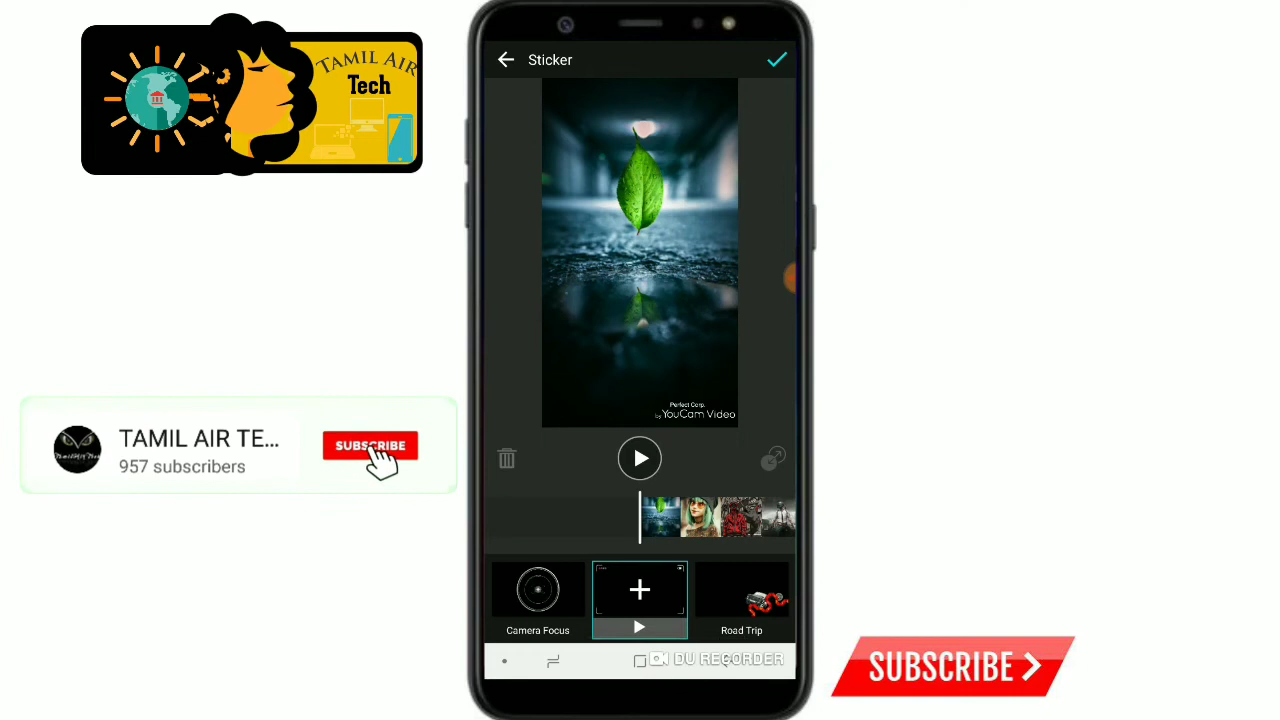 TAMIL AIR
Tech
Sticker
Perfect Corp.
by YouCam Video
TAMIL AIR TE...
957 subscribers
SUBSCRIBE
Camera Focus
Road Trip
DU RECORDER
SUBSCRIBE